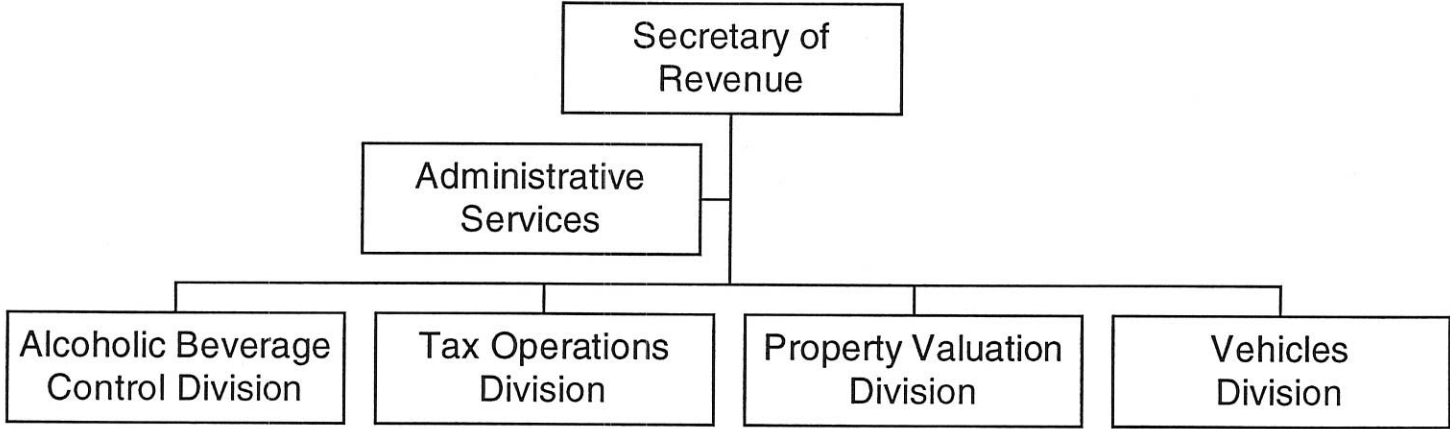 Secretary of
Revenue
Administrative
Services
Alcoholic Beverage
Control Division
Tax Operations
Division
Property Valuation
Division
Vehicles
Division